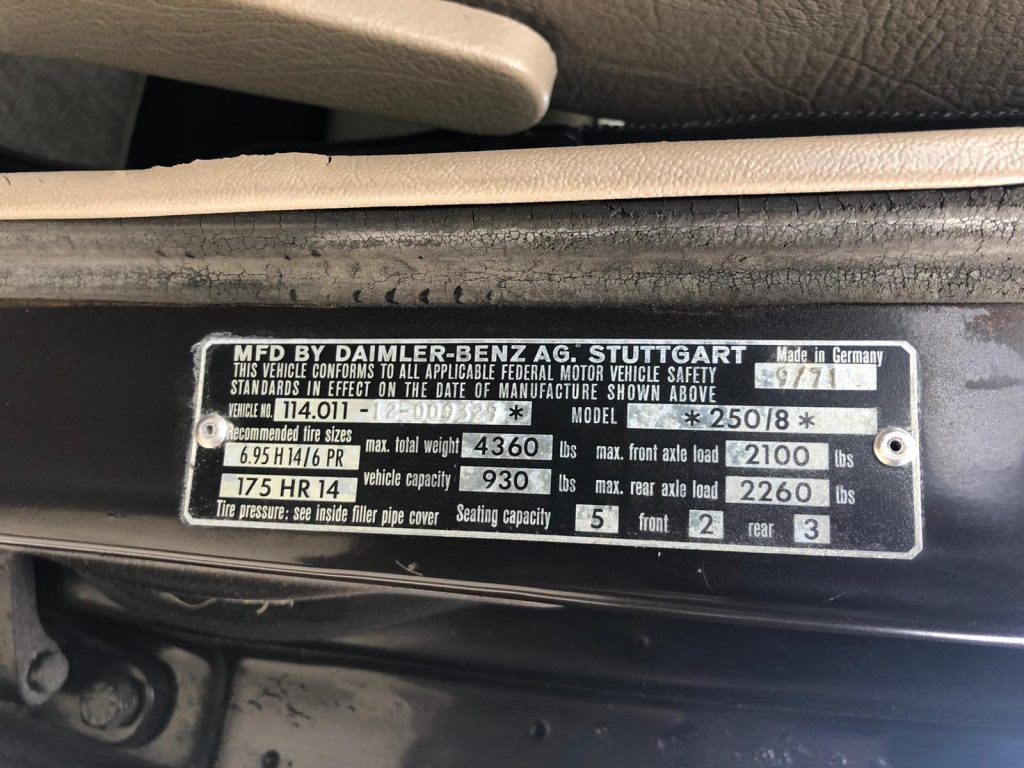 MFD BY DAIMLER-BENZ AG. STUTTGART
Made in Germany
THIS VEHICLE CONFORMS TO ALL APPLICABLE FEDERAL MOTOR VEHICLE SAFETY
9/71
STANDARDS IN EFFECT ON THE DATE OF MANUFACTURE SHOWN ABOVE
VEHICLE NO. 114.011 - * MODEL * 250/8 *
Recommended tire sizes
6.95 H 14/6 PR
175 HR 14
max. total weight 4360 lbs max. front axle load 2100 lbs
vehicle capacity 930 lbs max. rear axle load 2260 lbs
Tire pressure: see inside filler pipe cover Seating capacity 5 front 2 rear 3